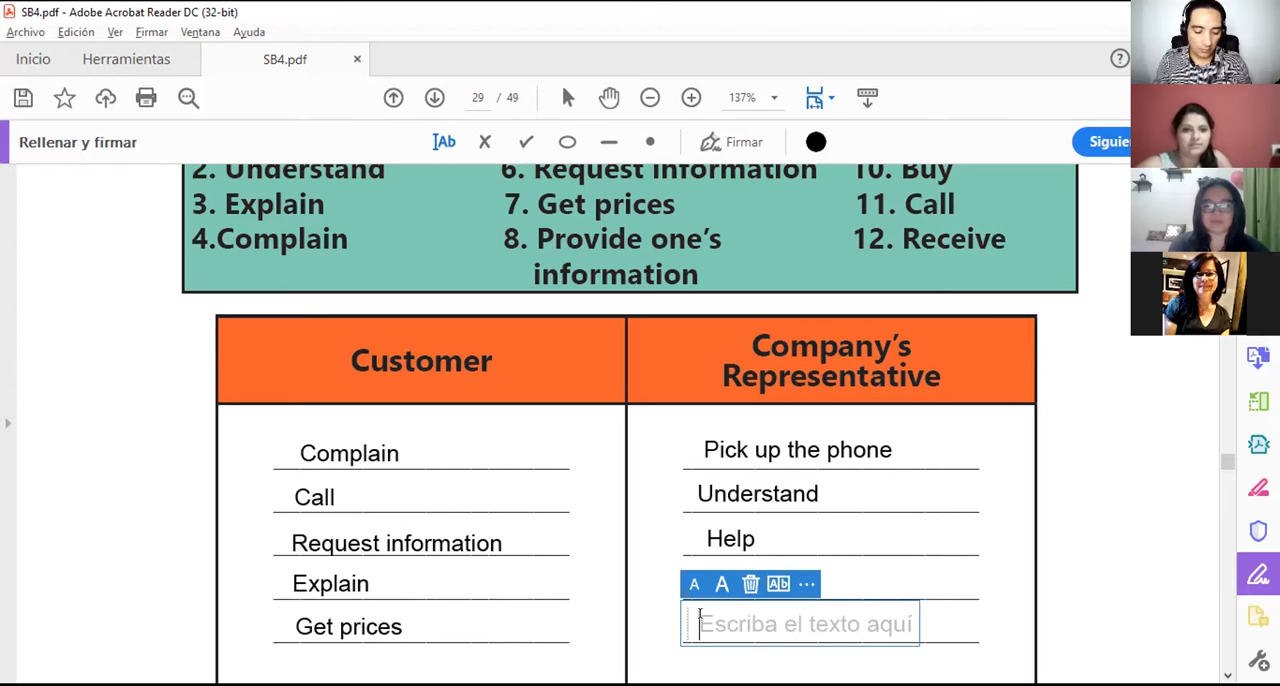 SB4.pdf - Adobe Acrobat Reader DC (32-bit)
Archivo Edición Ver Firmar Ventana Ayuda
Inicio Herramientas SB4.pdf × ?
29 / 49 137%
Rellenar y firmar IAb Firmar Siguie
2. Understand 6. Request information 10. Buy
3. Explain 7. Get prices 11. Call
4.Complain 8. Provide one's 12. Receive
information
Customer Company's
Representative
Complain Pick up the phone
Call Understand
Request information Help
Explain A A Ab ...
Get prices Escriba el texto aquí